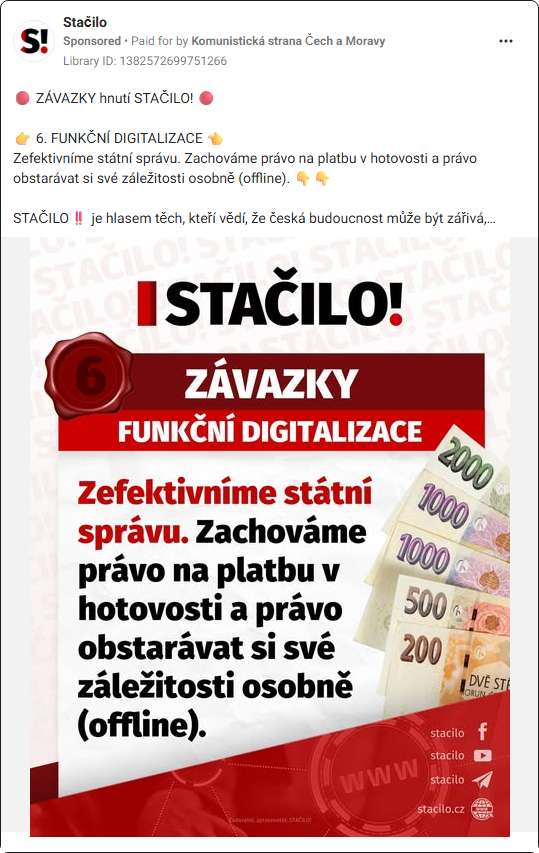 Stačilo
Sponsored • Paid for by Komunistická strana Čech a Moravy
Library ID: 1382572699751266
🔴 ZÁVAZKY hnutí STAČILO! 🔴
👉 6. FUNKČNÍ DIGITALIZACE 👈
Zefektivníme státní správu. Zachováme právo na platbu v hotovosti a právo
obstarávat si své záležitosti osobně (offline). 👇 👇
STAČILO‼️ je hlasem těch, kteří vědí, že česká budoucnost může být zářivá,...
S!
STAČILO!
6
ZÁVAZKY
FUNKČNÍ DIGITALIZACE
Zefektivníme státní
správu. Zachováme
právo na platbu v
hotovosti a právo
obstarávat si své
záležitosti osobně
(offline).
2000
1000
1000
500
200
DVĚ ST
www
stacilo
stacilo
stacilo
stacilo.cz
Zadavatel, zpracovatel, STAČILO!